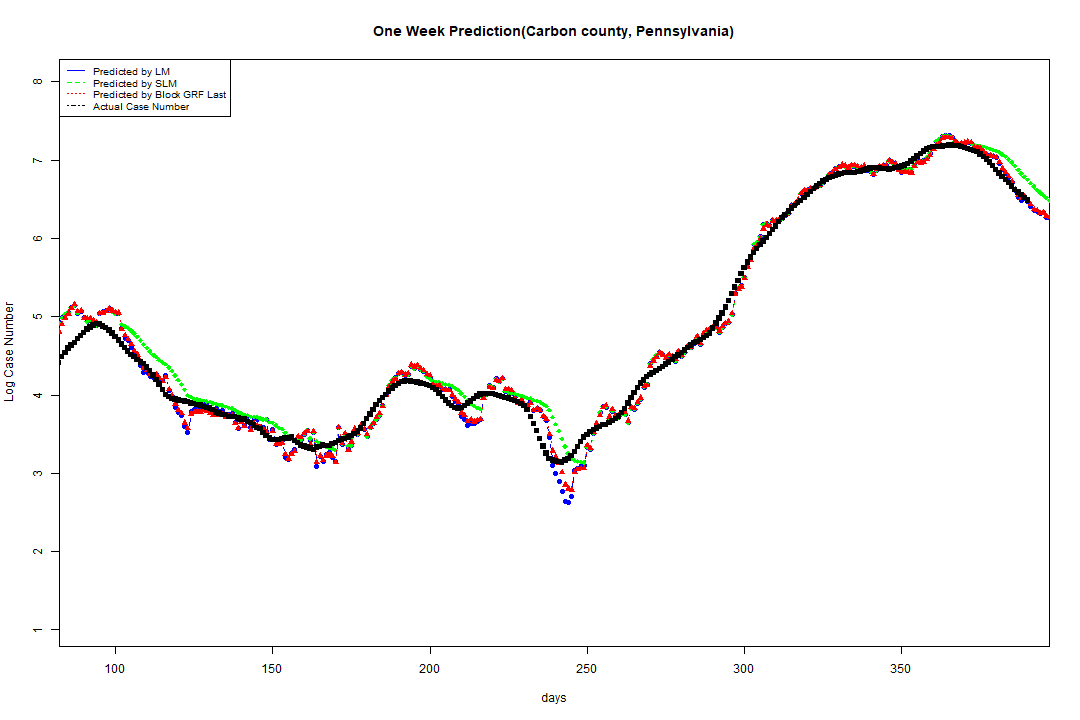 One Week Prediction(Carbon county, Pennsylvania)
Predicted by LM
Predicted by SLM
Predicted by Block GRF Last
Actual Case Number
8
7
6
5
4
3
2
1
Log Case Number
100 150 200 250 300 350
days